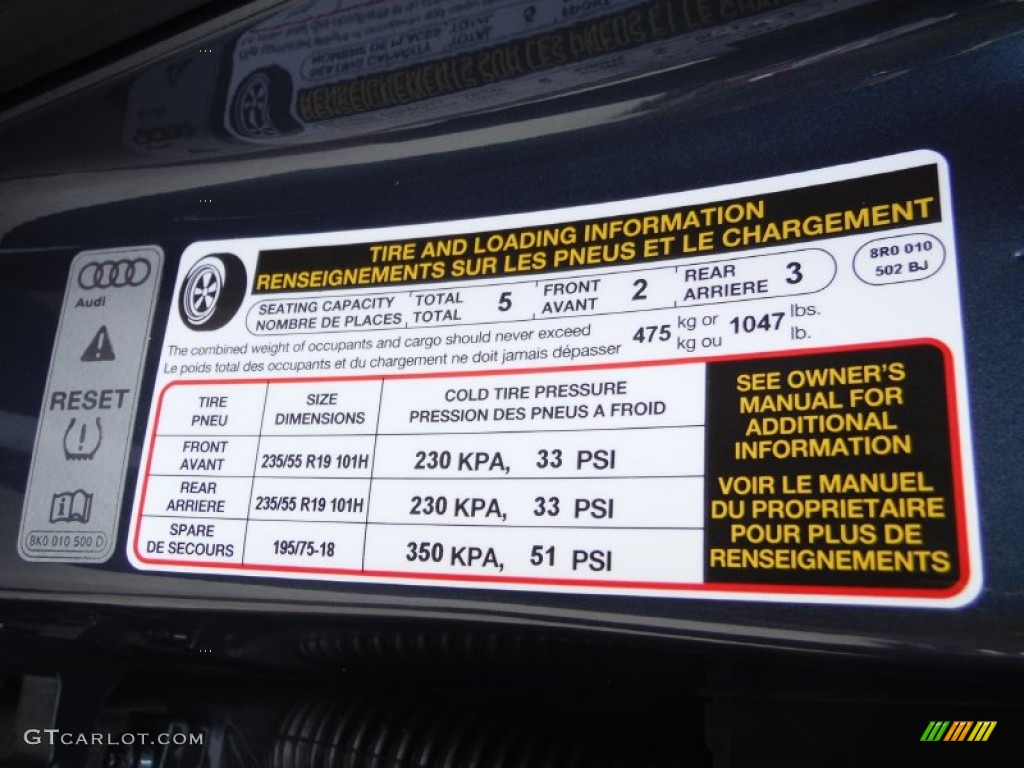 TIRE AND LOADING INFORMATION
RENSEIGNEMENTS SUR LES PNEUS ET LE CHARGEMENT
SEATING CAPACITY TOTAL 5 FRONT 2 REAR 3
NOMBRE DE PLACES TOTAL AVANT ARRIERE
8R0 010
502 BJ
The combined weight of occupants and cargo should never exceed 475 kg or 1047 lbs.
Le poids total des occupants et du chargement ne doit jamais dépasser kg ou lb.
TIRE SIZE COLD TIRE PRESSURE
PNEU DIMENSIONS PRESSION DES PNEUS A FROID
FRONT
AVANT 235/55 R19 101H 230 KPA, 33 PSI
REAR
ARRIERE 235/55 R19 101H 230 KPA, 33 PSI
SPARE
DE SECOURS 195/75-18 350 KPA, 51 PSI
SEE OWNER'S
MANUAL FOR
ADDITIONAL
INFORMATION
VOIR LE MANUEL
DU PROPRIETAIRE
POUR PLUS DE
RENSEIGNEMENTS
Audi
RESET
8K0 010 500 D
GTCARLOT.COM